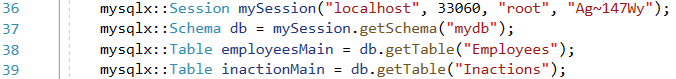 36 mysqlx::Session mySession("localhost", 33060, "root", "Ag~147Wy");
37 mysqlx::Schema db = mySession.getSchema("mydb");
38 mysqlx::Table employeesMain = db.getTable("Employees");
39 mysqlx::Table inactionMain = db.getTable("Inactions");